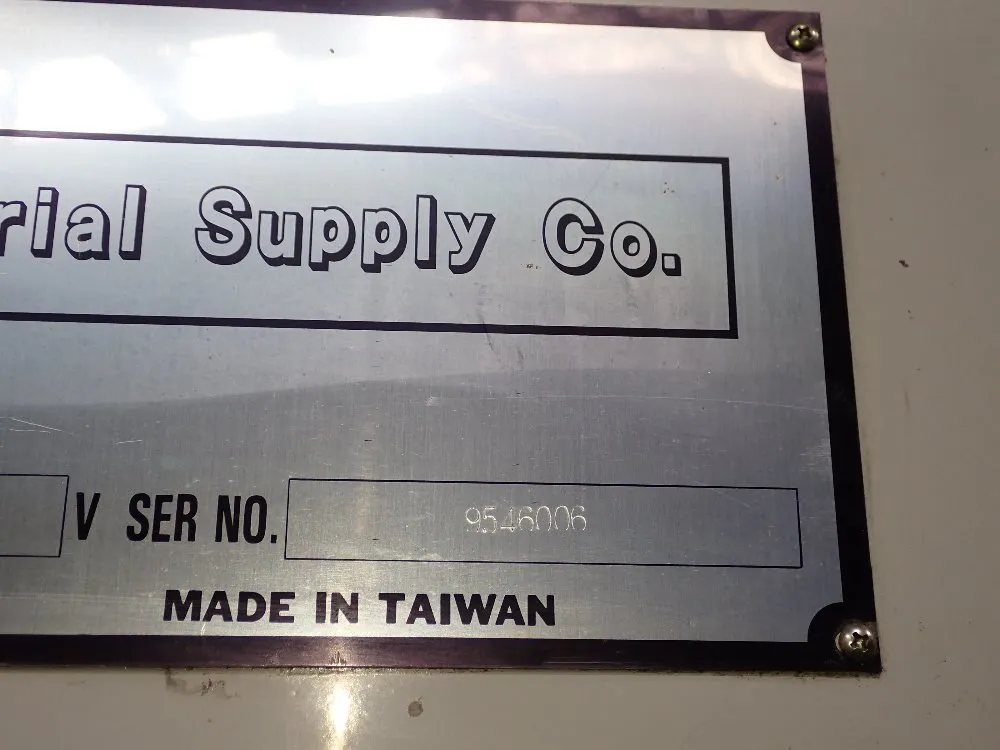 rial Supply Co.
V SER NO. 9546006
MADE IN TAIWAN